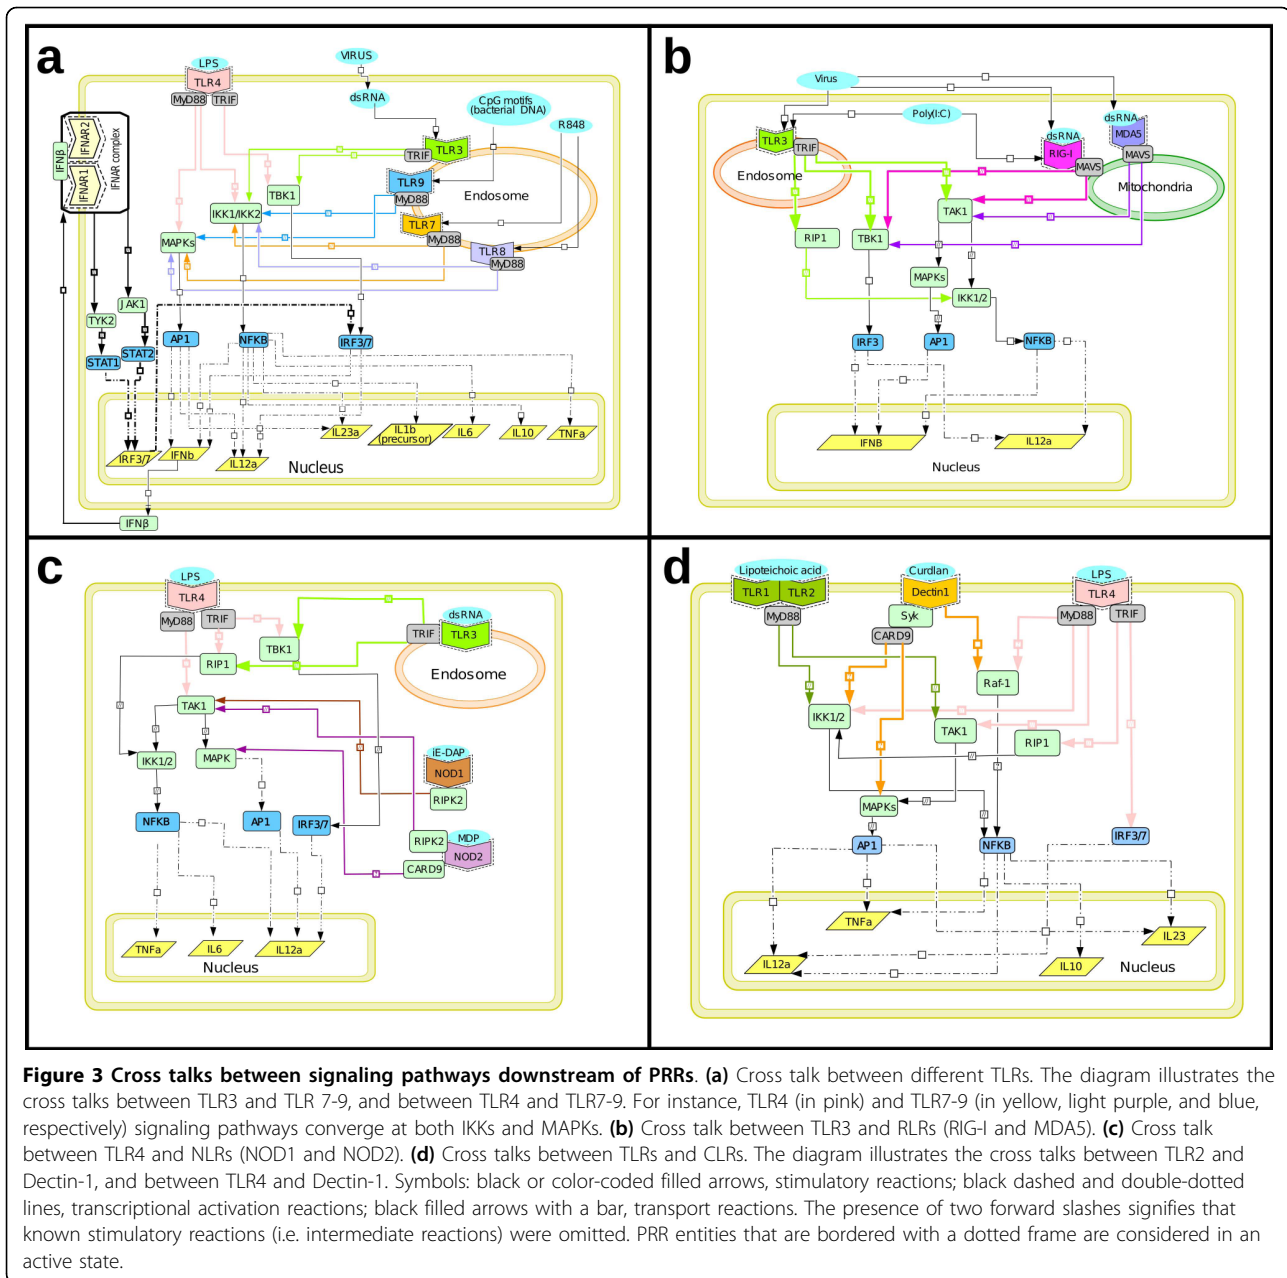 a
LPS
TLR4
MyD88
TRIF
VIRUS
dsRNA
CpG motifs
(bacterial DNA)
R848
TLR3
TRIF
TLR9
MyD88
Endosome
TLR7
MyD88
TLR8
MyD88
IFNβ
IFNAR2
IFNAR1
IFNAR complex
TBK1
IKK1/IKK2
MAPKs
JAK1
TYK2
STAT2
STAT1
AP1
NFKB
IRF3/7
IRF3/7
IFNb
IL12a
IL23a
IL1b
(precursor)
IL6
IL10
TNFa
Nucleus
IFNβ
b
Virus
Poly(I:C)
dsRNA
MDA5
MAVS
dsRNA
RIG-I
MAVS
TLR3
TRIF
Endosome
Mitochondria
TAK1
RIP1
TBK1
MAPKs
IKK1/2
IRF3
AP1
NFKB
IFNB
IL12a
Nucleus
c
LPS
TLR4
MyD88
TRIF
dsRNA
TRIF
TLR3
Endosome
TBK1
RIP1
TAK1
IKK1/2
MAPK
iE-DAP
NOD1
RIPK2
NFKB
AP1
IRF3/7
RIPK2
MDP
NOD2
CARD9
TNFa
IL6
IL12a
Nucleus
d
Lipoteichoic acid
TLR1
TLR2
MyD88
Curdlan
Dectin1
Syk
CARD9
LPS
TLR4
MyD88
TRIF
Raf-1
IKK1/2
TAK1
RIP1
MAPKs
AP1
NFKB
IRF3/7
TNFa
IL23
IL12a
IL10
Nucleus
Figure 3 Cross talks between signaling pathways downstream of PRRs. (a) Cross talk between different TLRs. The diagram illustrates the
cross talks between TLR3 and TLR 7-9, and between TLR4 and TLR7-9. For instance, TLR4 (in pink) and TLR7-9 (in yellow, light purple, and blue,
respectively) signaling pathways converge at both IKKs and MAPKs. (b) Cross talk between TLR3 and RLRs (RIG-I and MDA5). (c) Cross talk
between TLR4 and NLRs (NOD1 and NOD2). (d) Cross talks between TLRs and CLRs. The diagram illustrates the cross talks between TLR2 and
Dectin-1, and between TLR4 and Dectin-1. Symbols: black or color-coded filled arrows, stimulatory reactions; black dashed and double-dotted
lines, transcriptional activation reactions; black filled arrows with a bar, transport reactions. The presence of two forward slashes signifies that
known stimulatory reactions (i.e. intermediate reactions) were omitted. PRR entities that are bordered with a dotted frame are considered in an
active state.